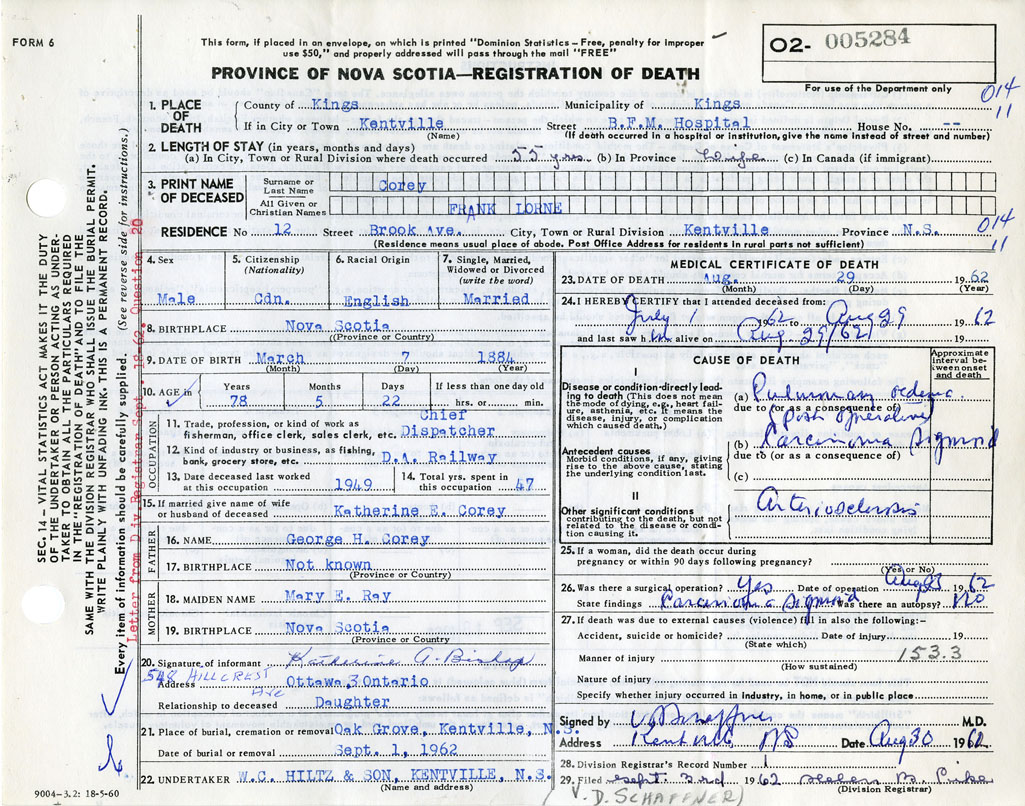 FORM 6
This form, if placed in an envelope, on which is printed "Dominion Statistics – Free, penalty for improper
use $50," and properly addressed will pass through the mail "FREE"
O2- 005284
For use of the Department only
PROVINCE OF NOVA SCOTIA—REGISTRATION OF DEATH
014
11
1. PLACE OF DEATH
County of Kings Municipality of Kings
If in City or Town Kentville Street B.F.M. Hospital House No. --
(Name) (If death occurred in a hospital or institution, give the name instead of street and number)
2. LENGTH OF STAY (in years, months and days)
(a) In City, Town or Rural Division where death occurred 55 yrs. (b) In Province Life (c) In Canada (if immigrant)
3. PRINT NAME OF DECEASED
Surname or Last Name Corey
All Given or Christian Names FRANK LORNE
RESIDENCE No 12 Street Brook Ave. City, Town or Rural Division Kentville Province N.S.
(Residence means usual place of abode. Post Office Address for residents in rural parts not sufficient)
014
11
4. Sex
Male
5. Citizenship (Nationality)
Cdn.
6. Racial Origin
English
7. Single, Married, Widowed or Divorced (write the word)
Married
8. BIRTHPLACE Nova Scotia
(Province or Country)
9. DATE OF BIRTH March 7 1884
(Month) (Day) (Year)
10. AGE in Years Months Days If less than one day old
78 5 22 hrs. or min.
OCCUPATION
11. Trade, profession, or kind of work as fisherman, office clerk, sales clerk, etc. Chief Dispatcher
12. Kind of industry or business, as fishing, bank, grocery store, etc. D.A. Railway
13. Date deceased last worked at this occupation 1949
14. Total yrs. spent in this occupation 47
15. If married give name of wife or husband of deceased Katherine E. Corey
FATHER
16. NAME George H. Corey
17. BIRTHPLACE Not known
(Province or Country)
MOTHER
18. MAIDEN NAME Mary E. Ray
19. BIRTHPLACE Nova Scotia
(Province or Country
20. Signature of informant Katherine G. Bishop
548 HILLCREST Ave
Address Ottawa, Ontario
Relationship to deceased Daughter
21. Place of burial, cremation or removal Oak Grove, Kentville, N.S.
Date of burial or removal Sept. 1, 1962
22. UNDERTAKER W.C. HILTZ & SON, KENTVILLE, N.S.
(Name and address)
MEDICAL CERTIFICATE OF DEATH
23. DATE OF DEATH Aug. 29 1962
(Month) (Day) (Year)
24. I HEREBY CERTIFY that I attended deceased from:
July 1 1962 to Aug 29 1962
and last saw him alive on Aug. 29/62 19
CAUSE OF DEATH
Approximate interval between onset and death
I
Disease or condition directly leading to death (This does not mean the mode of dying, e.g., heart failure, asthenia, etc. It means the disease, injury, or complication which caused death.)
(a) Pulmonary oedema
due to (or as a consequence of)
post operative
Antecedent causes
Morbid conditions, if any, giving rise to the above cause, stating the underlying condition last.
(b) Carcinoma Sigmoid
due to (or as a consequence of)
(c)
II
Other significant conditions contributing to the death, but not related to the disease or condition causing it.
Arteriosclerosis
25. If a woman, did the death occur during pregnancy or within 90 days following pregnancy?
(Yes or No)
26. Was there a surgical operation? Yes Date of operation Aug 23 1962
State findings Carcinoma Sigmoid Was there an autopsy? No
27. If death was due to external causes (violence) fill in also the following:-
Accident, suicide or homicide? Date of injury 19
(State which)
Manner of injury 153.3
(How sustained)
Nature of injury
Specify whether injury occurred in industry, in home, or in public place
Signed by V. D. Schaffner M.D.
Address Kentville NS Date Aug 30 1962
28. Division Registrar's Record Number
29. Filed Sept. 3rd 1962
(Division Registrar)
(V. D. SCHAFFNER)
SEC. 14 – VITAL STATISTICS ACT MAKES IT THE DUTY
OF THE UNDERTAKER OR PERSON ACTING AS UNDER-
TAKER TO OBTAIN ALL THE PARTICULARS REQUIRED
IN THE "REGISTRATION OF DEATH" AND TO FILE THE
SAME WITH THE DIVISION REGISTRAR WHO SHALL ISSUE THE BURIAL PERMIT.
WRITE PLAINLY WITH UNFADING INK. THIS IS A PERMANENT RECORD.
Every item of information should be carefully supplied. (See reverse side for instructions.)
Letter from Div Registrar Sept. 18-62 Question 20
9004-3.2: 18-5-60